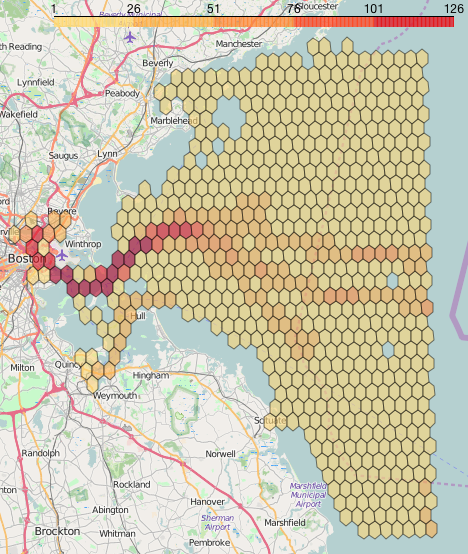 1 26 51 76 101 126
Beverly Municipal
Gloucester
Manchester
th Reading
Beverly
Lynnfield
Peabody
Wakefield
Marblehead
Saugus
Lynn
Revere
Winthrop
Boston
Hull
Quincy
Milton
Hingham
Weymouth
Scituate
Randolph
Norwell
Rockland
Marshfield
Municipal
Airport
Abington
Hanover
Sherman
Airport
Marshfield
Brockton
Whitman
Pembroke